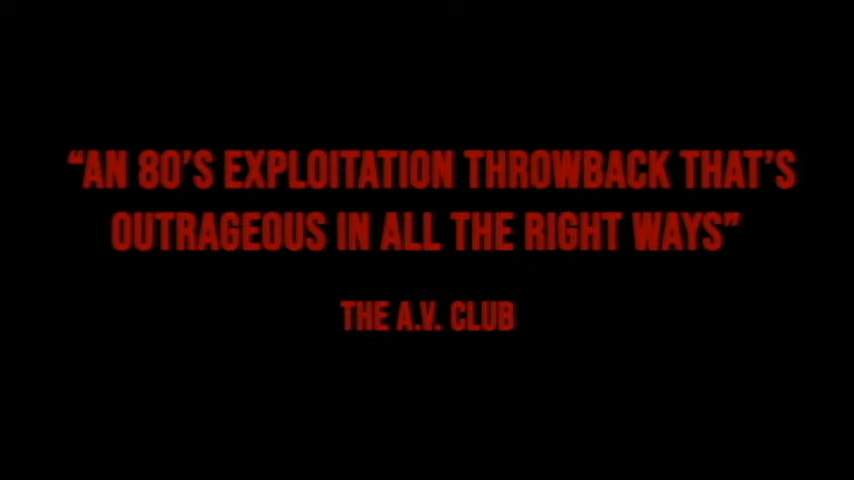 “AN 80’S EXPLOITATION THROWBACK THAT’S
OUTRAGEOUS IN ALL THE RIGHT WAYS”
THE A.V. CLUB